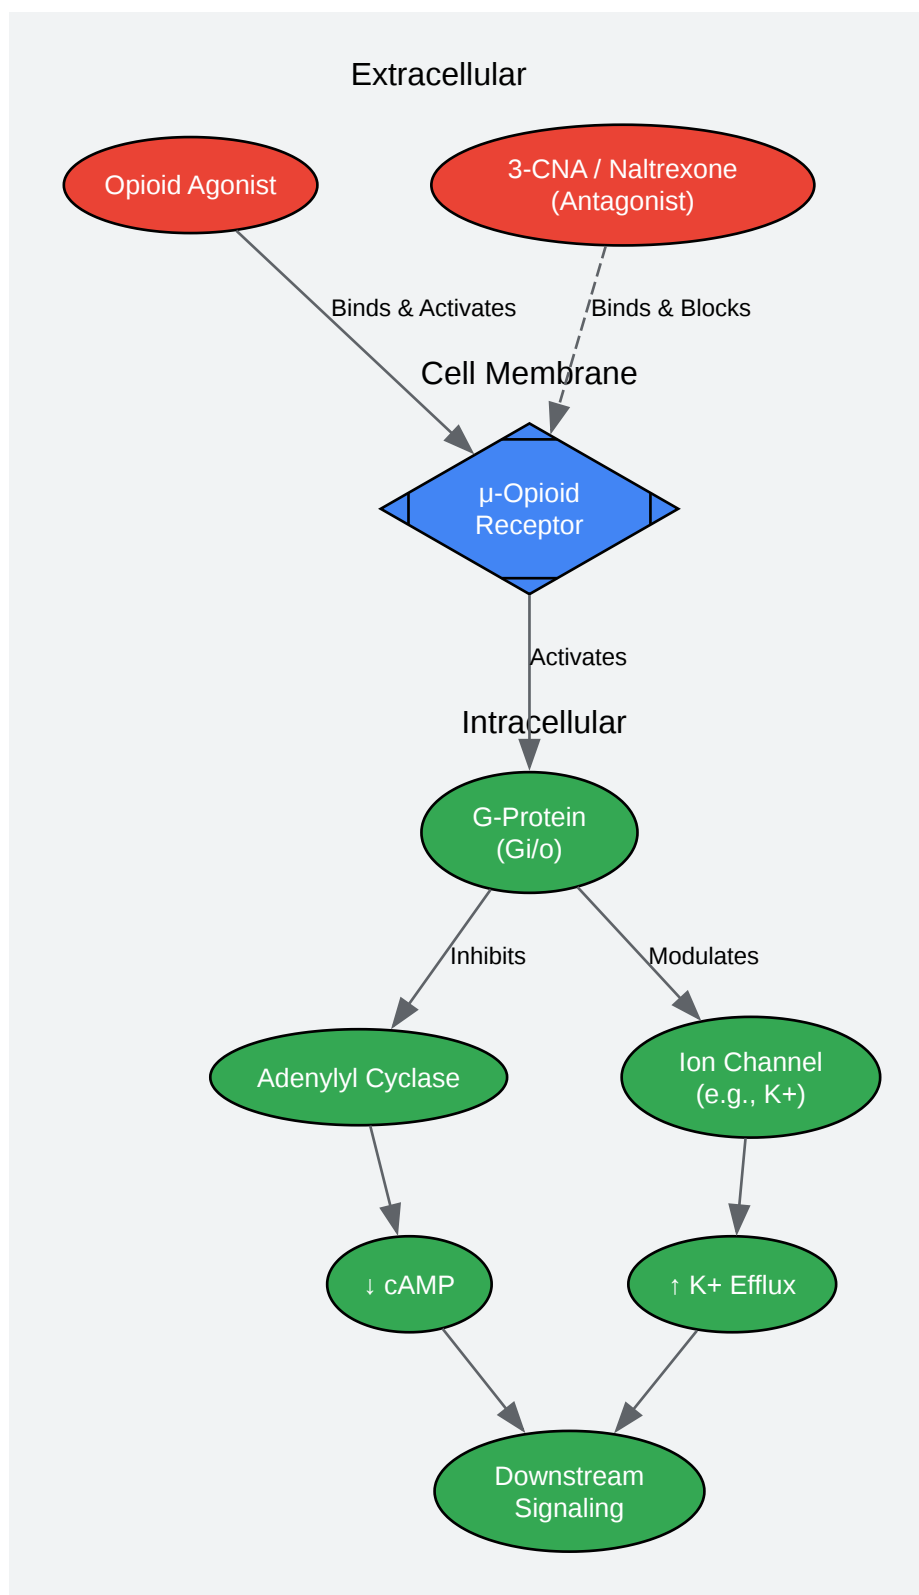 Extracellular
Opioid Agonist
3-CNA / Naltrexone
(Antagonist)
Binds & Activates
Binds & Blocks
Cell Membrane
μ-Opioid
Receptor
Activates
Intracellular
G-Protein
(Gi/o)
Inhibits
Modulates
Adenylyl Cyclase
Ion Channel
(e.g., K+)
↓ cAMP
↑ K+ Efflux
Downstream
Signaling